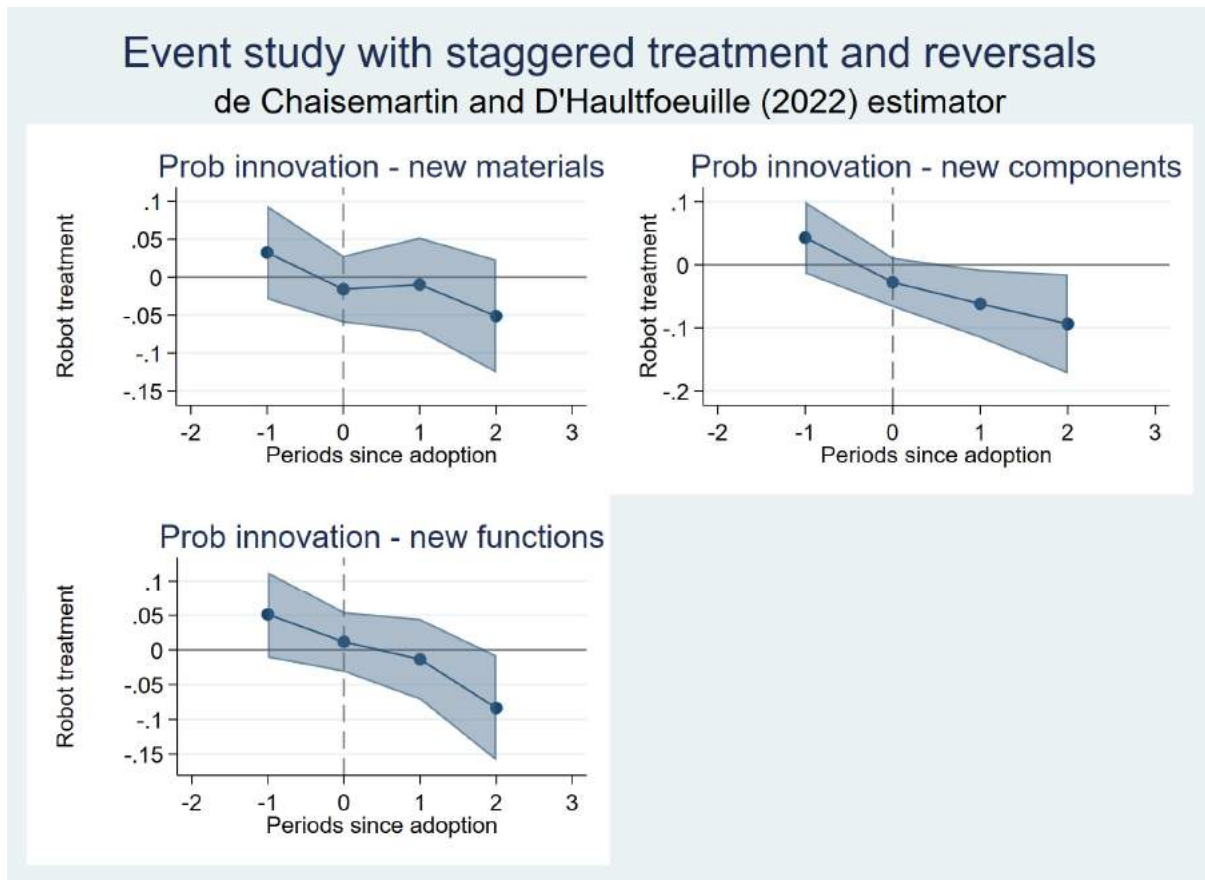 Event study with staggered treatment and reversals
de Chaisemartin and D'Haultfoeuille (2022) estimator
Prob innovation - new materials
Robot treatment
.1
.05
0
-.05
-.1
-.15
-2 -1 0 1 2 3
Periods since adoption
Prob innovation - new components
Robot treatment
.1
0
-.1
-.2
-2 -1 0 1 2 3
Periods since adoption
Prob innovation - new functions
Robot treatment
.1
.05
0
-.05
-.1
-.15
-2 -1 0 1 2 3
Periods since adoption